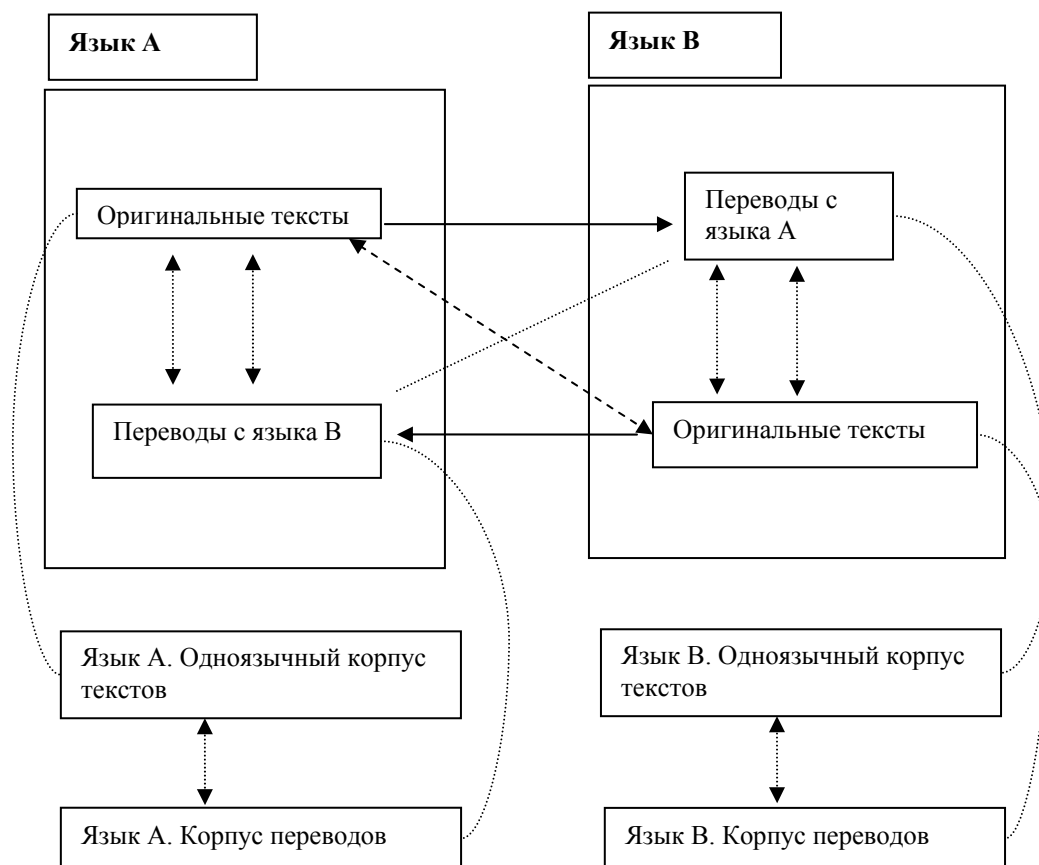 Язык А
Язык В
Оригинальные тексты
Переводы с
языка А
Переводы с языка В
Оригинальные тексты
Язык А. Одноязычный корпус
текстов
Язык В. Одноязычный корпус
текстов
Язык А. Корпус переводов
Язык В. Корпус переводов